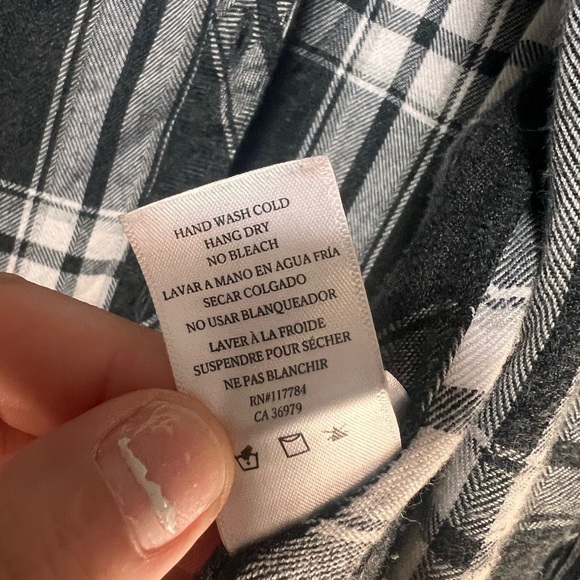 HAND WASH COLD
HANG DRY
NO BLEACH
LAVAR A MANO EN AGUA FRÍA
SECAR COLGADO
NO USAR BLANQUEADOR
LAVER À LA FROIDE
SUSPENDRE POUR SÉCHER
NE PAS BLANCHIR
RN#117784
CA 36979